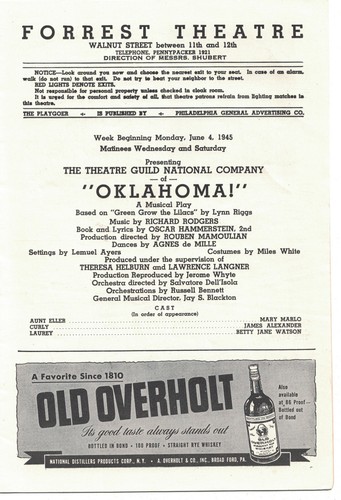 FORREST THEATRE
WALNUT STREET between 11th and 12th
TELEPHONE, PENNYPACKER 1821
DIRECTION OF MESSRS. SHUBERT
NOTICE—Look around you now and choose the nearest exit to your seat. In case of an alarm,
walk (do not run) to that exit. Do not try to beat your neighbor to the street.
RED LIGHTS DENOTE EXITS.
Not responsible for personal property unless checked in cloak room.
It is urged for the comfort and safety of all, that theatre patrons refrain from lighting matches in
this theatre.
THE PLAYGOER IS PUBLISHED BY PHILADELPHIA GENERAL ADVERTISING CO.
Week Beginning Monday, June 4, 1945
Matinees Wednesday and Saturday
Presenting
THE THEATRE GUILD NATIONAL COMPANY
— of —
"OKLAHOMA!"
A Musical Play
Based on "Green Grow the Lilacs" by Lynn Riggs
Music by RICHARD RODGERS
Book and Lyrics by OSCAR HAMMERSTEIN, 2nd
Production directed by ROUBEN MAMOULIAN
Dances by AGNES de MILLE
Settings by Lemuel Ayers Costumes by Miles White
Produced under the supervision of
THERESA HELBURN and LAWRENCE LANGNER
Production Reproduced by Jerome Whyte
Orchestra directed by Salvatore Dell'Isola
Orchestrations by Russell Bennett
General Musical Director, Jay S. Blackton
CAST
(In order of appearance)
AUNT ELLER MARY MARLO
CURLY JAMES ALEXANDER
LAUREY BETTY JANE WATSON
A Favorite Since 1810
OLD OVERHOLT
Its good taste always stands out
BOTTLED IN BOND • 100 PROOF • STRAIGHT RYE WHISKEY
NATIONAL DISTILLERS PRODUCTS CORP., N. Y. • A. OVERHOLT & CO., INC., BROAD FORD, PA.
Also
available
at 86 Proof—
Bottled out
of Bond
OLD
OVERHOLT